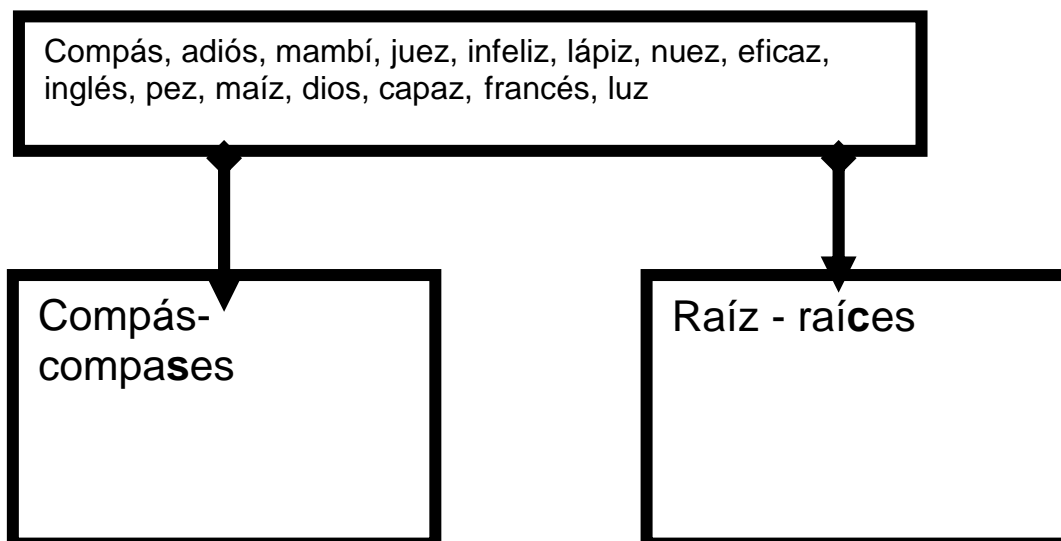 Compás, adiós, mambí, juez, infeliz, lápiz, nuez, eficaz,
inglés, pez, maíz, dios, capaz, francés, luz
Compás-
compases
Raíz - raíces